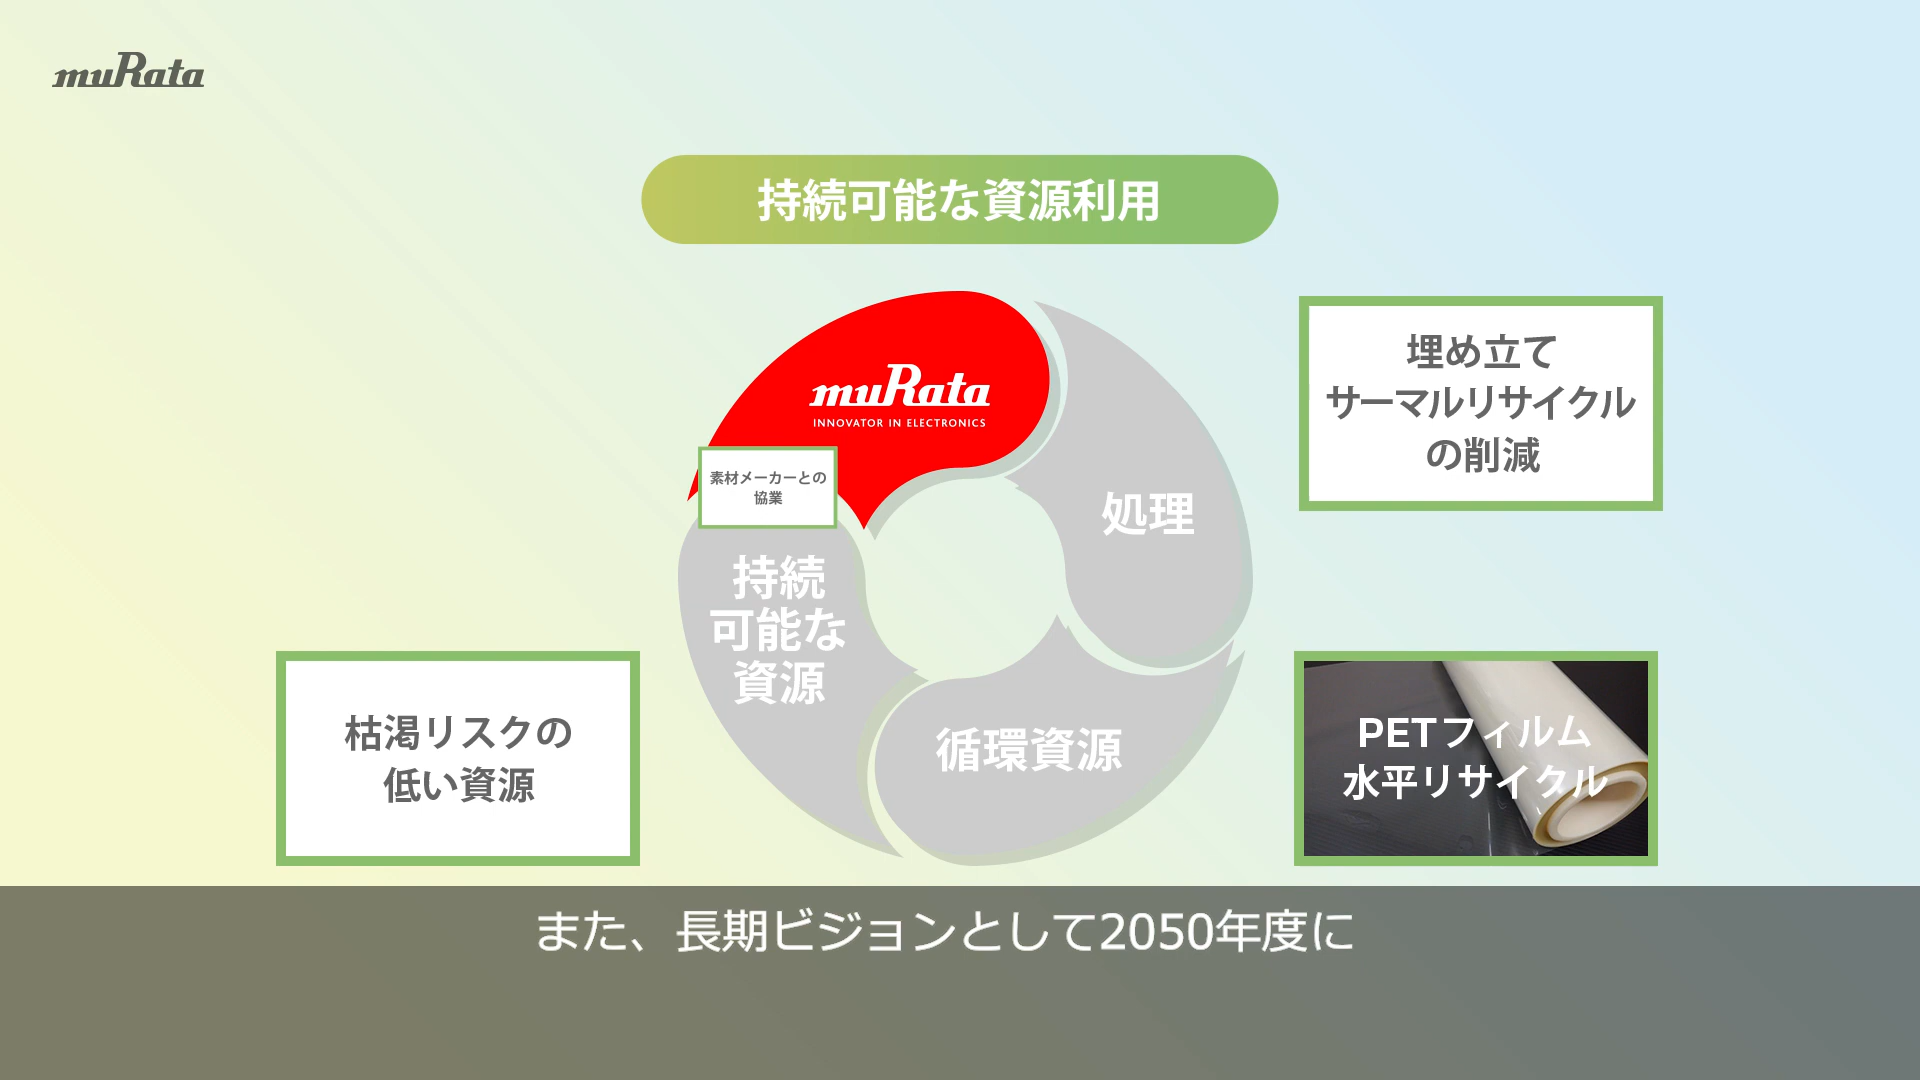 muRata
持続可能な資源利用
muRata
INNOVATOR IN ELECTRONICS
素材メーカーとの
協業
処理
持続
可能な
資源
循環資源
埋め立て
サーマルリサイクル
の削減
枯渇リスクの
低い資源
PETフィルム
水平リサイクル
また、長期ビジョンとして2050年度に